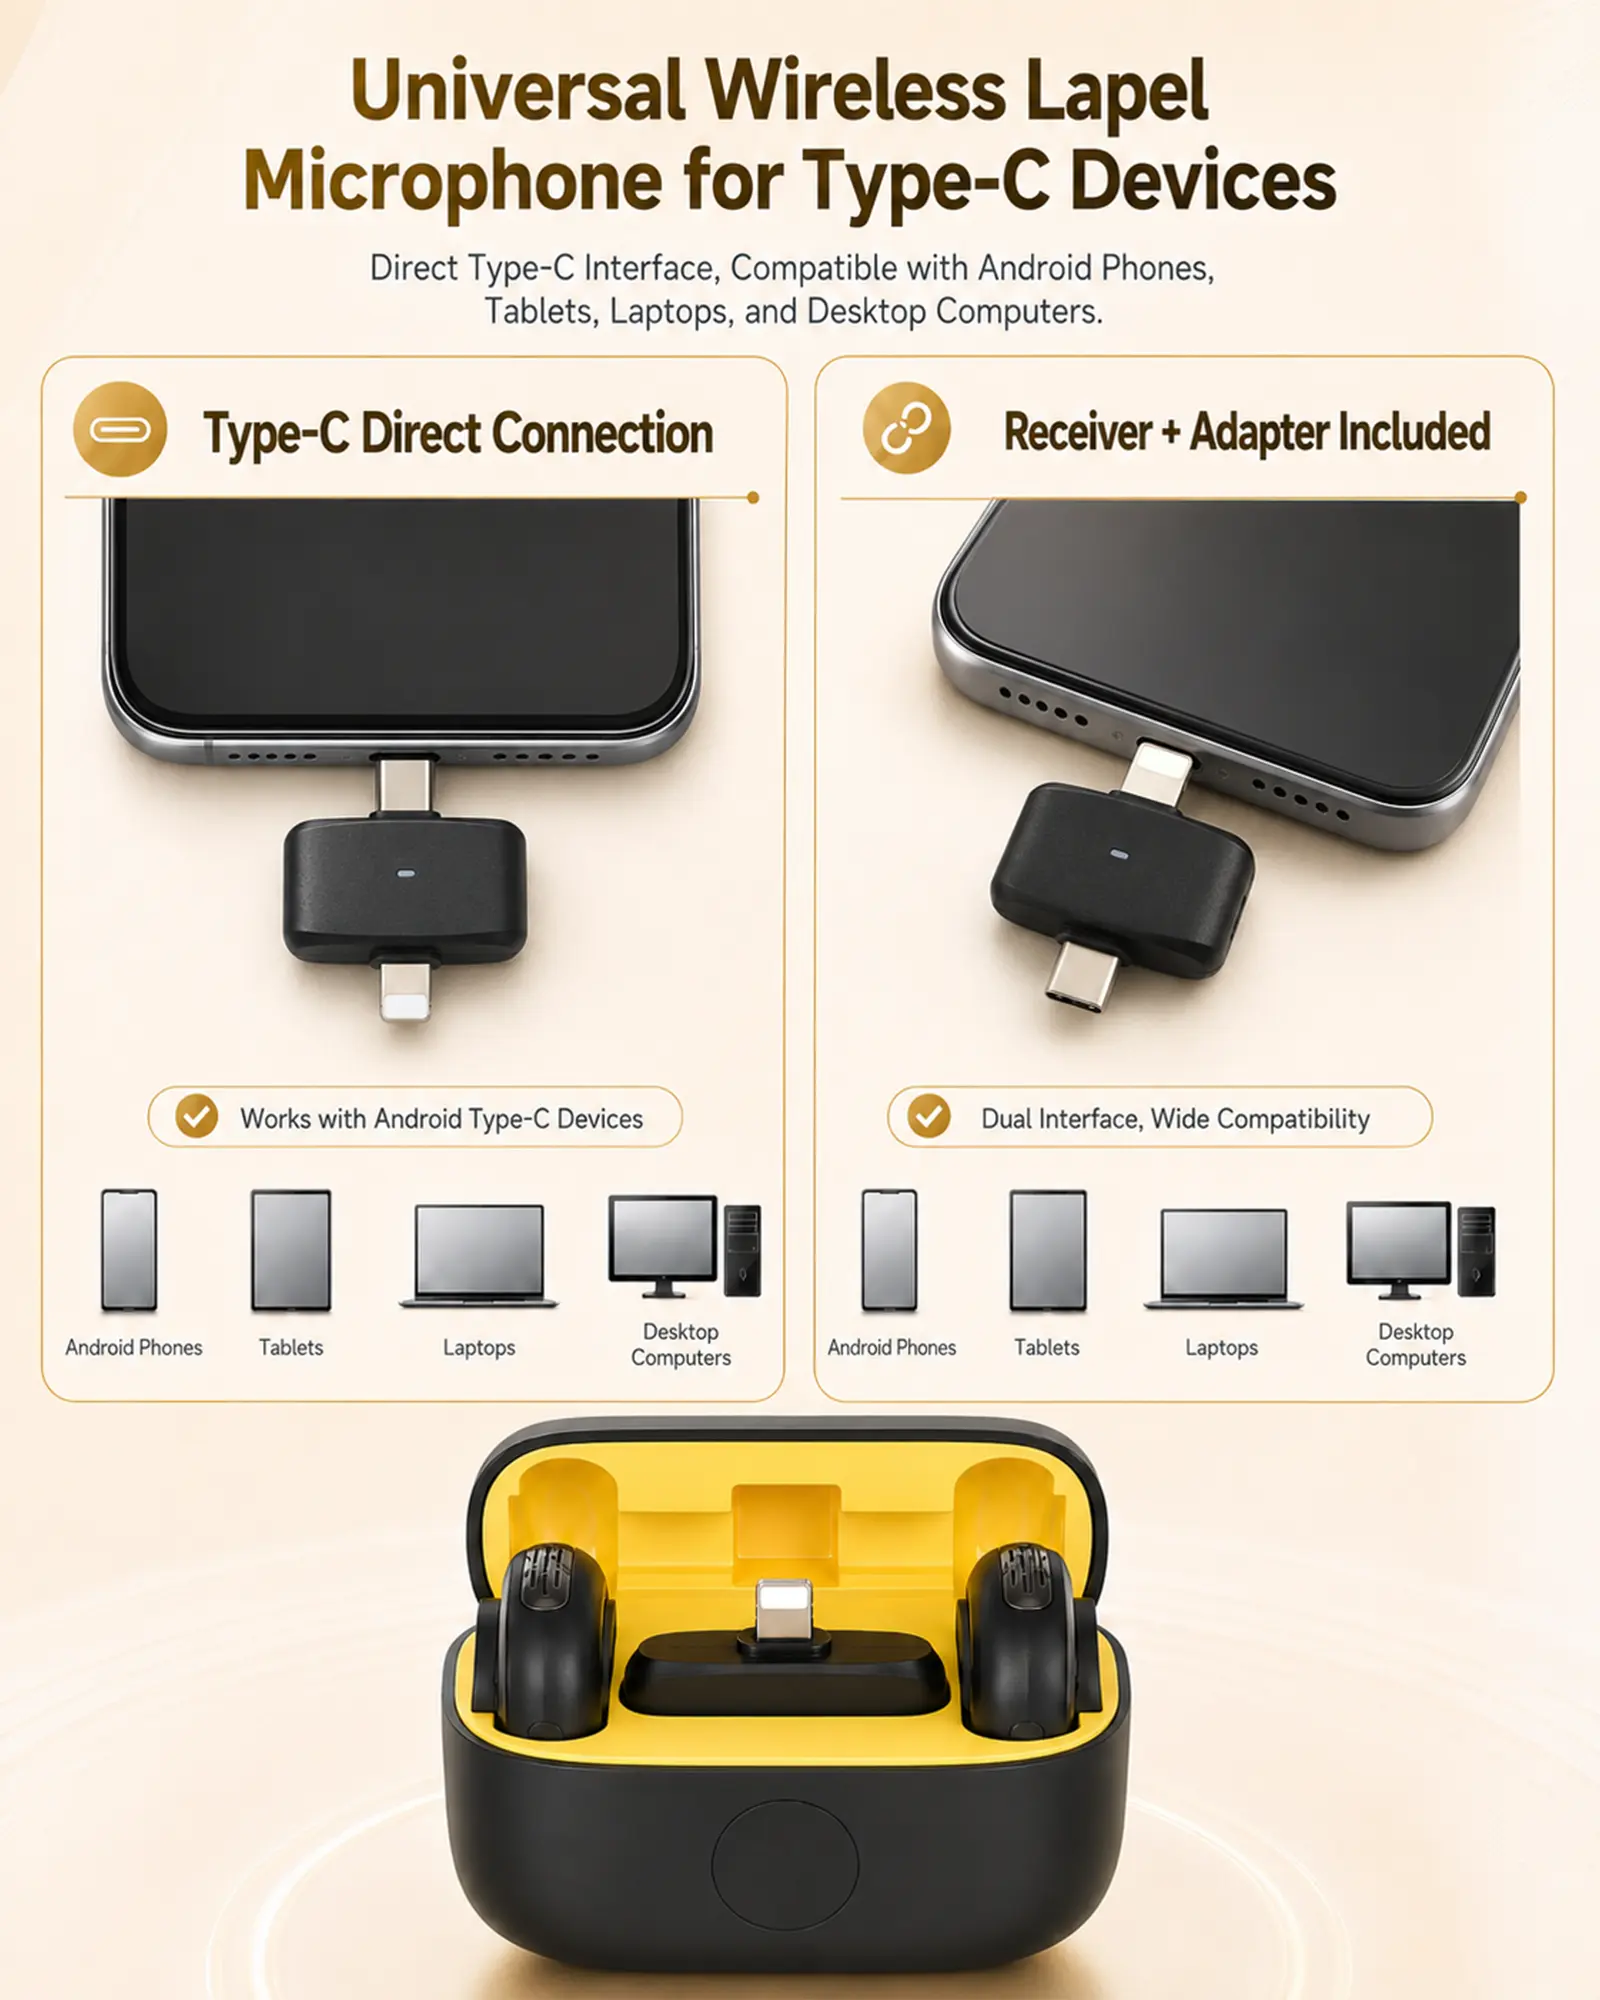 Universal Wireless Lapel
Microphone for Type-C Devices
Direct Type-C Interface, Compatible with Android Phones,
Tablets, Laptops, and Desktop Computers.
Type-C Direct Connection
Works with Android Type-C Devices
Android Phones
Tablets
Laptops
Desktop
Computers
Receiver + Adapter Included
Dual Interface, Wide Compatibility
Android Phones
Tablets
Laptops
Desktop
Computers